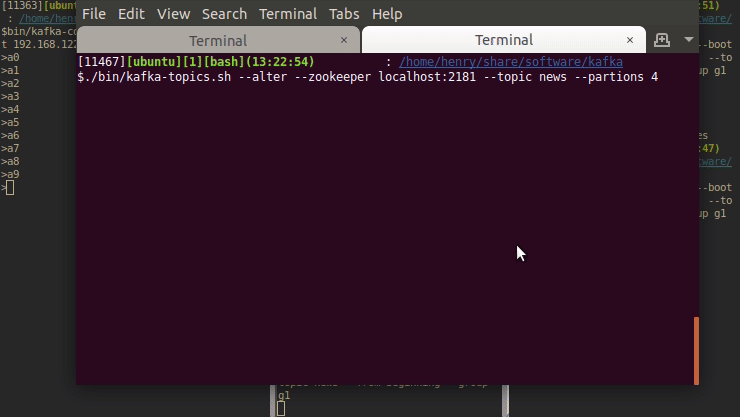 [11363][ubunt
: /home/hen
$bin/kafka-co
t 192.168.122
>a0
>a1
>a2
>a3
>a4
>a5
>a6
>a7
>a8
>a9
>
File Edit View Search Terminal Tabs Help
Terminal × Terminal ×
[11467][ubuntu][1][bash](13:22:54) : /home/henry/share/software/kafka
$./bin/kafka-topics.sh --alter --zookeeper localhost:2181 --topic news --partions 4
:51)
ware/
--boot
--to
up g1
es
:47)
ware/
--boot
--to
up g1
topic news --from-beginning --group
g1